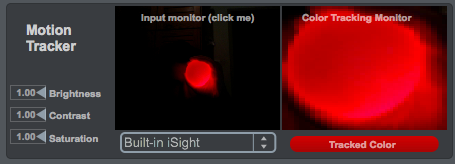 Motion
Tracker
Input monitor (click me)
Color Tracking Monitor
1.00 Brightness
1.00 Contrast
1.00 Saturation
Built-in iSight
Tracked Color